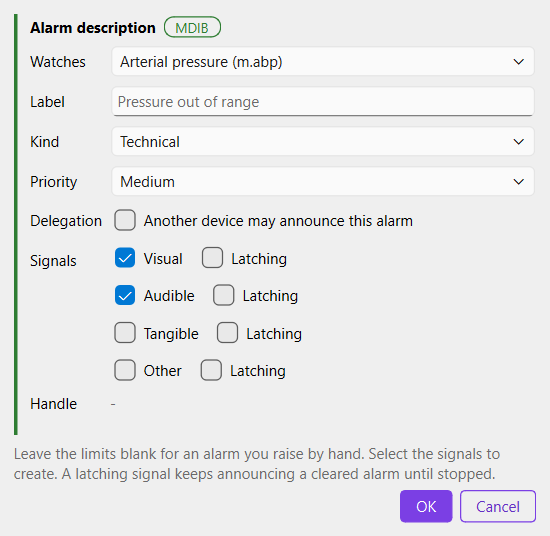 Alarm description MDIB
Watches Arterial pressure (m.abp)
Label Pressure out of range
Kind Technical
Priority Medium
Delegation Another device may announce this alarm
Signals Visual Latching
Audible Latching
Tangible Latching
Other Latching
Handle -
Leave the limits blank for an alarm you raise by hand. Select the signals to
create. A latching signal keeps announcing a cleared alarm until stopped.
OK Cancel